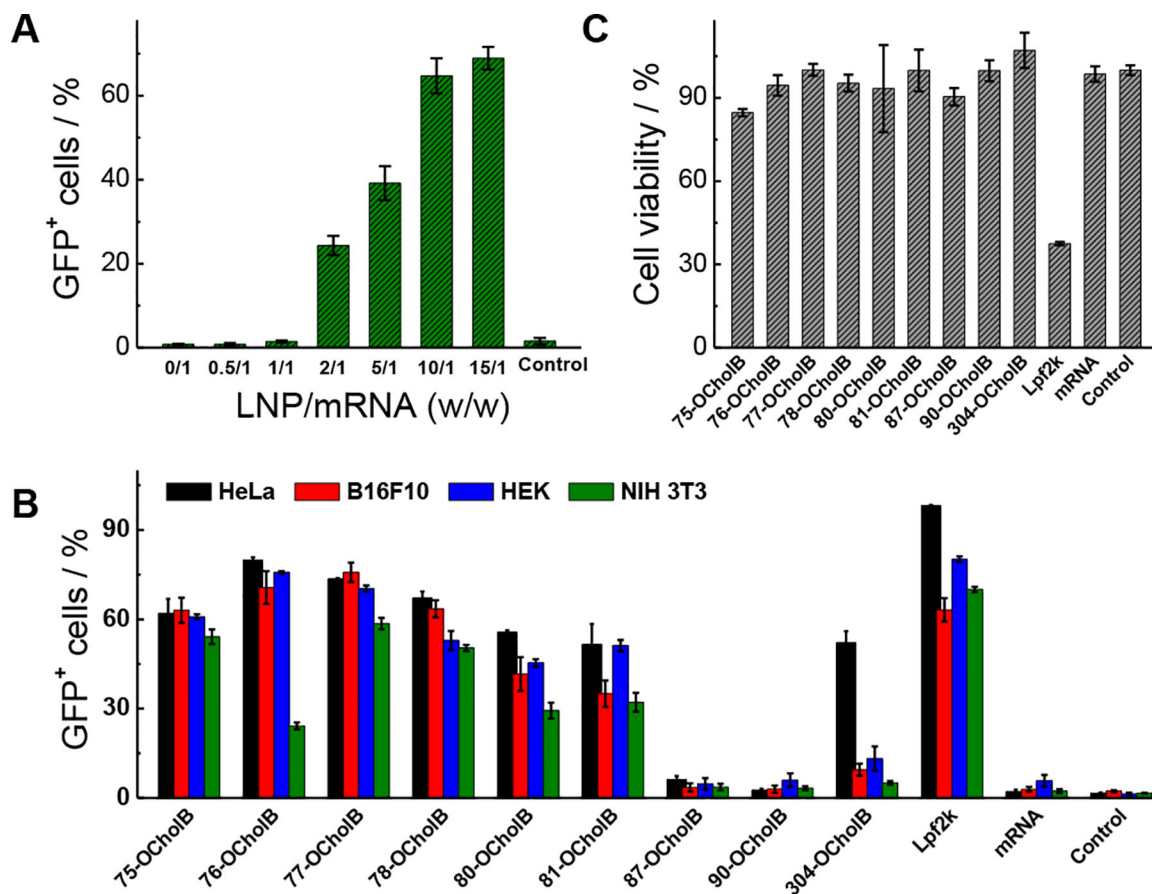 A
GFP+ cells / %
60
40
20
0
0/1 0.5/1 1/1 2/1 5/1 10/1 15/1 Control
LNP/mRNA (w/w)
C
Cell viability / %
90
60
30
0
75-OCholB
76-OCholB
77-OCholB
78-OCholB
80-OCholB
81-OCholB
87-OCholB
90-OCholB
304-OCholB
Lpf2k
mRNA
Control
B
HeLa B16F10 HEK NIH 3T3
GFP+ cells / %
90
60
30
0
75-OCholB
76-OCholB
77-OCholB
78-OCholB
80-OCholB
81-OCholB
87-OCholB
90-OCholB
304-OCholB
Lpf2k
mRNA
Control